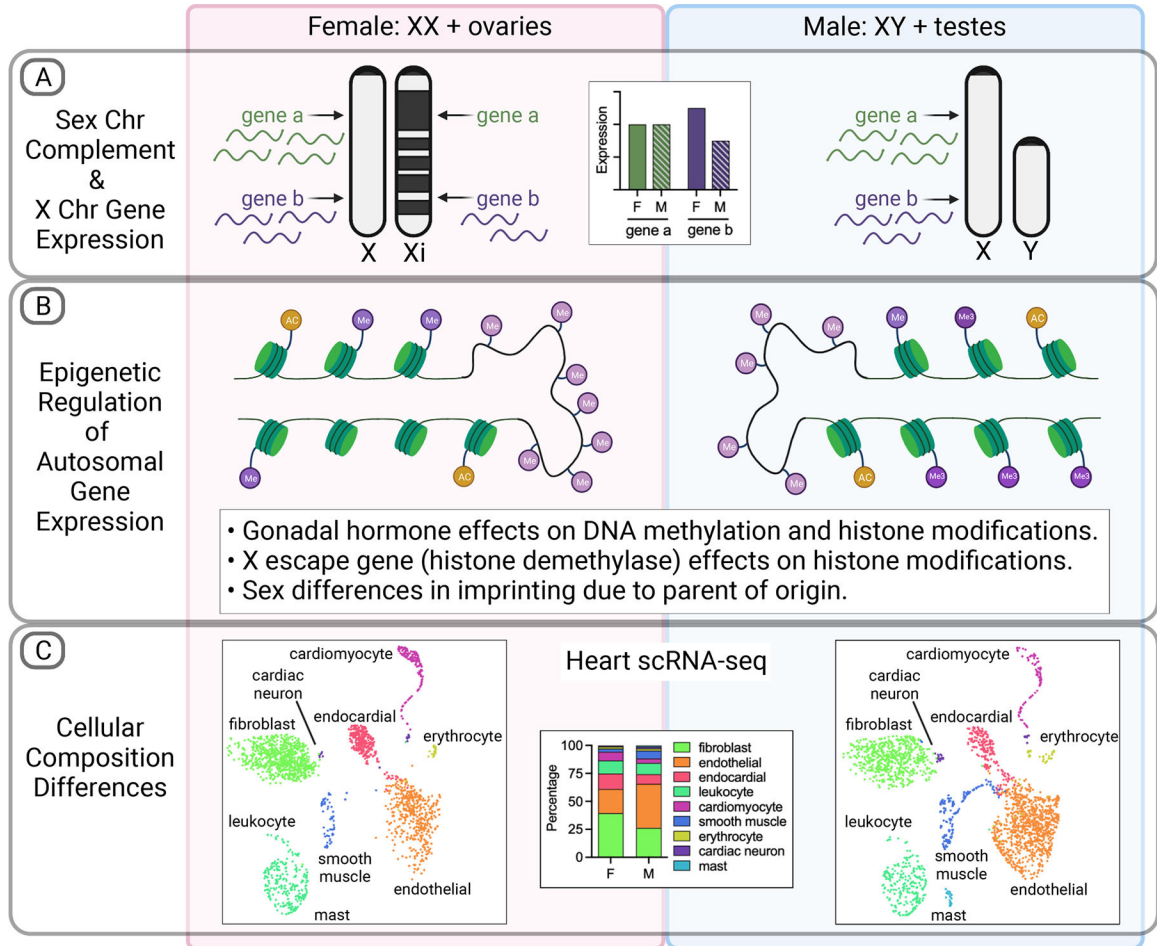 Female: XX + ovaries
Male: XY + testes
A
Sex Chr
Complement
&
X Chr Gene
Expression
gene a
gene a
gene b
gene b
X
Xi
Expression
F
M
F
M
gene a
gene b
gene a
gene b
X
Y
B
Epigenetic
Regulation
of
Autosomal
Gene
Expression
AC
Me
Me
Me
Me
Me
Me
Me
Me
Me
Me
AC
Me
Me
Me
Me
Me
Me
Me3
AC
Me
AC
Me3
Me3
Me3
• Gonadal hormone effects on DNA methylation and histone modifications.
• X escape gene (histone demethylase) effects on histone modifications.
• Sex differences in imprinting due to parent of origin.
C
Cellular
Composition
Differences
cardiomyocyte
cardiac
neuron
fibroblast
endocardial
erythrocyte
leukocyte
smooth
muscle
endothelial
mast
Heart scRNA-seq
Percentage
100
75
50
25
0
F
M
fibroblast
endothelial
endocardial
leukocyte
cardiomyocyte
smooth muscle
erythrocyte
cardiac neuron
mast
cardiomyocyte
cardiac
neuron
fibroblast
endocardial
erythrocyte
leukocyte
smooth
muscle
endothelial
mast